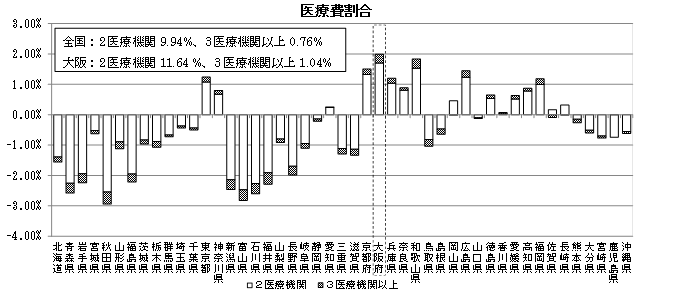 医療費割合
3.00%
全国：２医療機関 9.94%、３医療機関以上 0.76%
2.00%
大阪：２医療機関 11.64 %、３医療機関以上 1.04%
1.00%
0.00%
-1.00%
-2.00%
-3.00%
-4.00%
北海道
青森県
岩手県
宮城県
秋田県
山形県
福島県
茨城県
栃木県
群馬県
埼玉県
千葉県
東京都
神奈川県
新潟県
富山県
石川県
福井県
山梨県
長野県
岐阜県
静岡県
愛知県
三重県
滋賀県
京都府
大阪府
兵庫県
奈良県
和歌山県
鳥取県
島根県
岡山県
広島県
山口県
徳島県
香川県
愛媛県
高知県
福岡県
佐賀県
長崎県
熊本県
大分県
宮崎県
鹿児島県
沖縄県
２医療機関
３医療機関以上